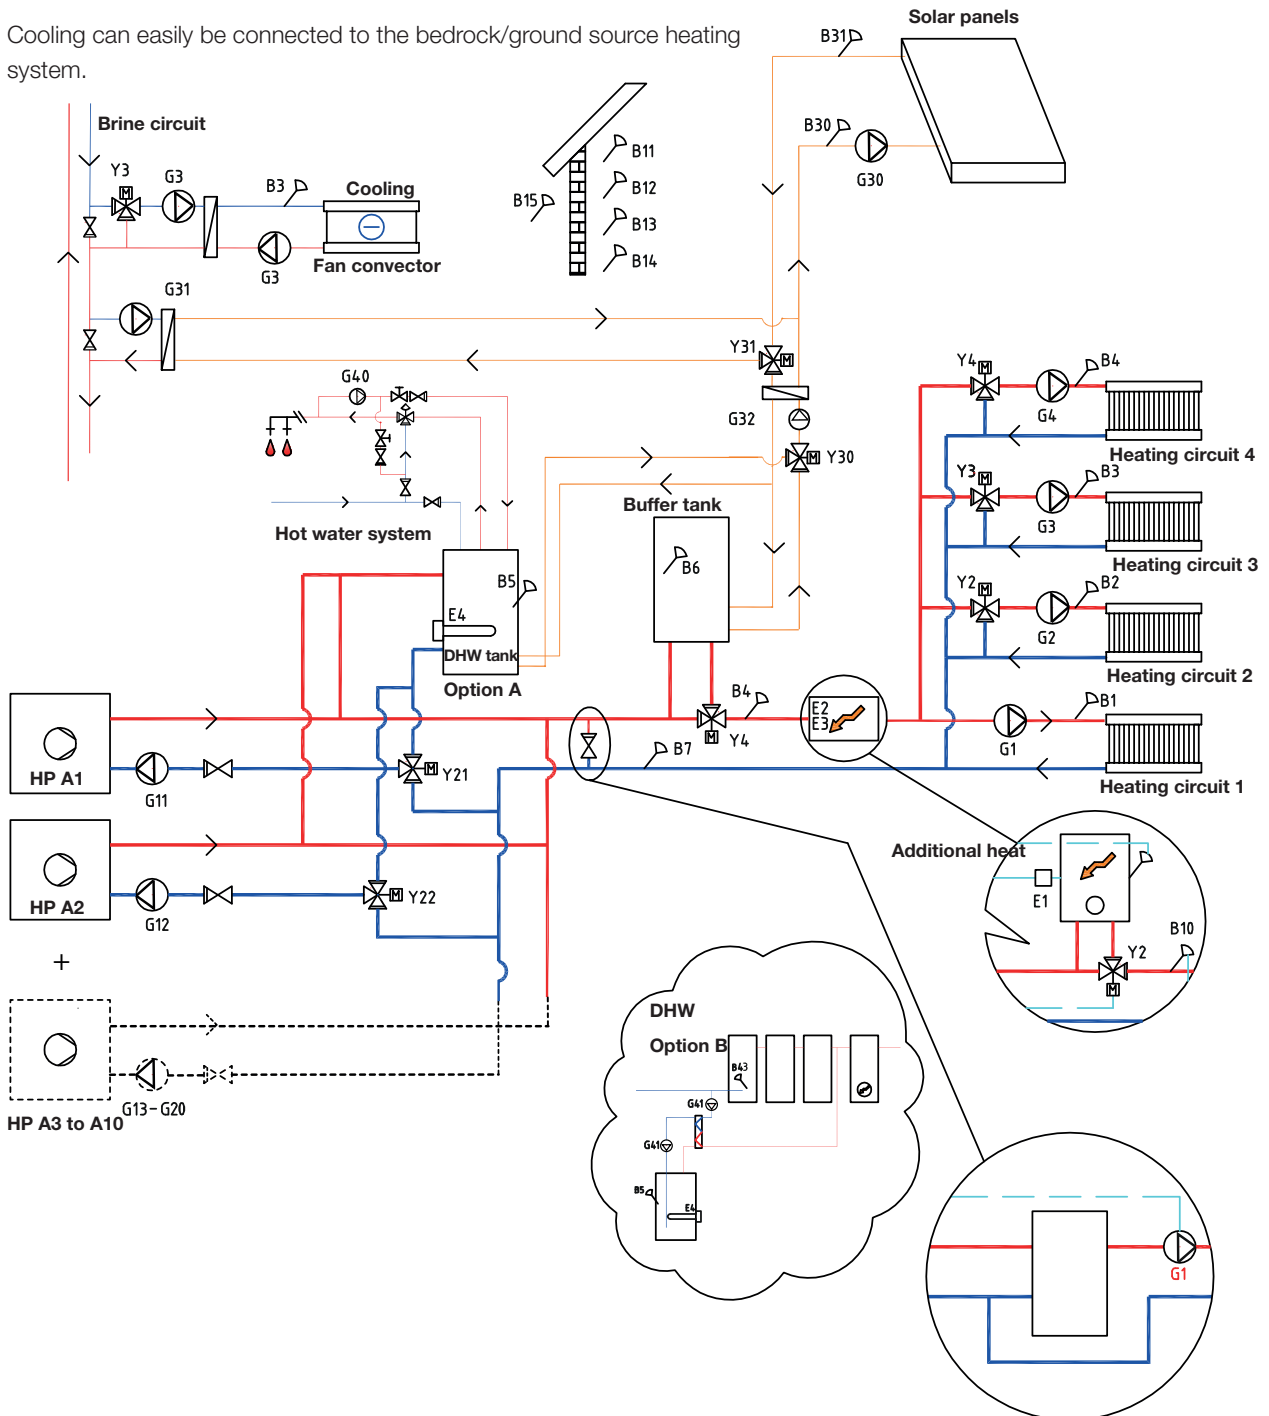 Cooling can easily be connected to the bedrock/ground source heating
system.
Solar panels
B31
B30
G30
Brine circuit
Y3
G3
B3
Cooling
G3
Fan convector
B15
B11
B12
B13
B14
G31
Y31
G32
Y30
G40
Hot water system
Buffer tank
B6
B5
E4
DHW tank
Option A
Y4
M
B4
G4
Heating circuit 4
Y3
M
B3
G3
Heating circuit 3
Y2
M
B2
G2
Heating circuit 2
B1
G1
Heating circuit 1
B4
Y4
M
E2
E3
B7
HP A1
G11
M
Y21
HP A2
G12
M
Y22
+
HP A3 to A10
G13–G20
Additional heat
E1
Y2
M
B10
DHW
Option B
B43
G41
G41
B5
E4
G1
M
M
M